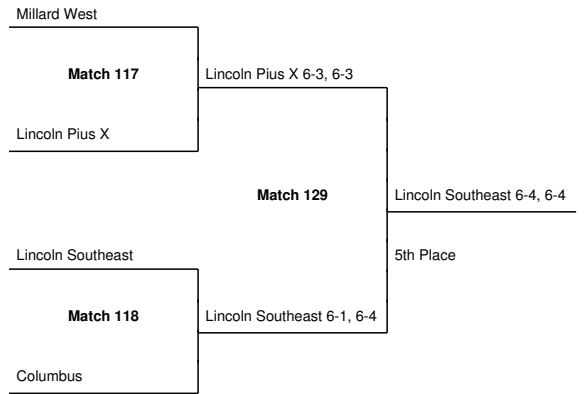 Millard West
Match 117
Lincoln Pius X 6-3, 6-3
Lincoln Pius X
Match 129
Lincoln Southeast 6-4, 6-4
Lincoln Southeast
5th Place
Match 118
Lincoln Southeast 6-1, 6-4
Columbus